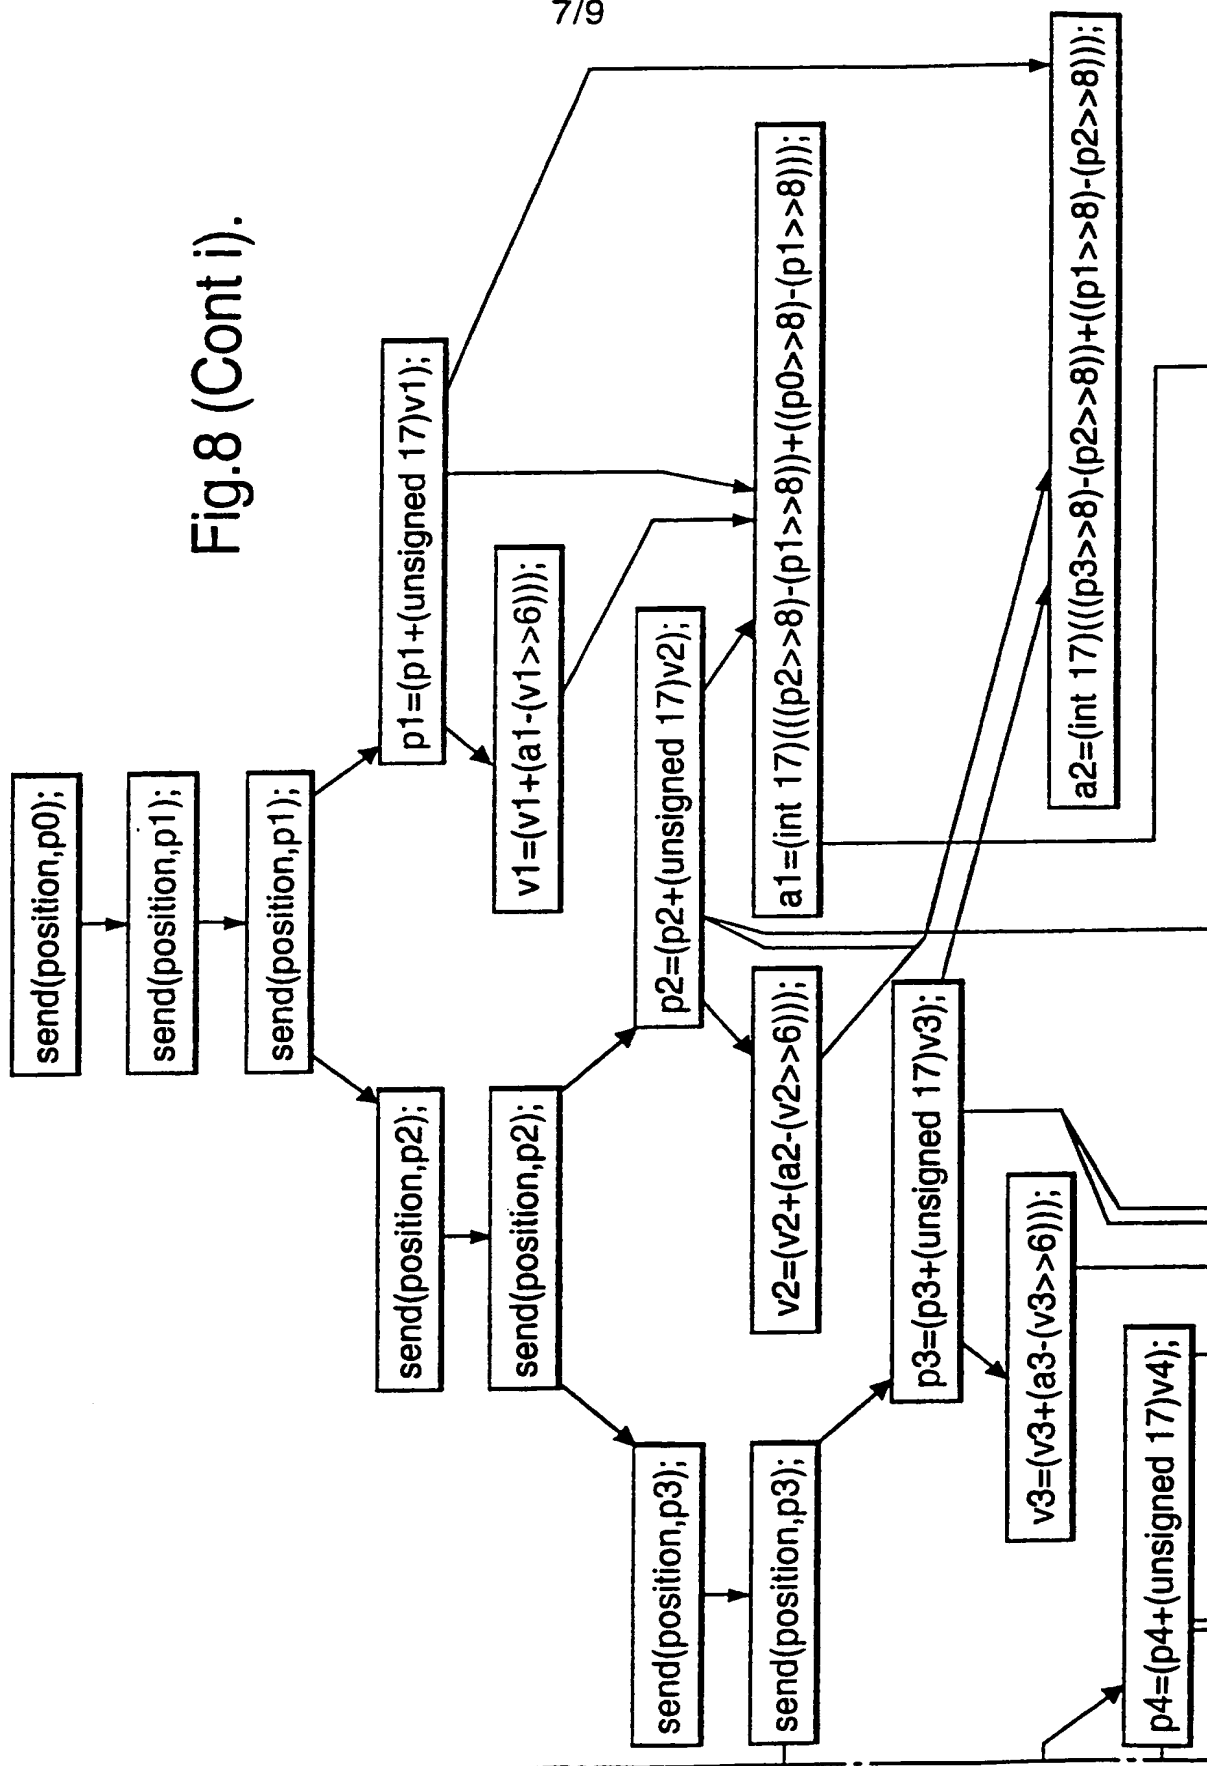 7/9
Fig.8 (Cont i).
send(position,p0);
send(position,p1);
send(position,p1);
p1=(p1+(unsigned 17)v1);
send(position,p2);
v1=(v1+(a1-(v1>>6)));
send(position,p2);
p2=(p2+(unsigned 17)v2);
send(position,p3);
a1=(int 17)(((p2>>8)-(p1>>8))+((p0>>8)-(p1>>8)));
v2=(v2+(a2-(v2>>6)));
send(position,p3);
p3=(p3+(unsigned 17)v3);
v3=(v3+(a3-(v3>>6)));
a2=(int 17)(((p3>>8)-(p2>>8))+((p1>>8)-(p2>>8)));
p4=(p4+(unsigned 17)v4);